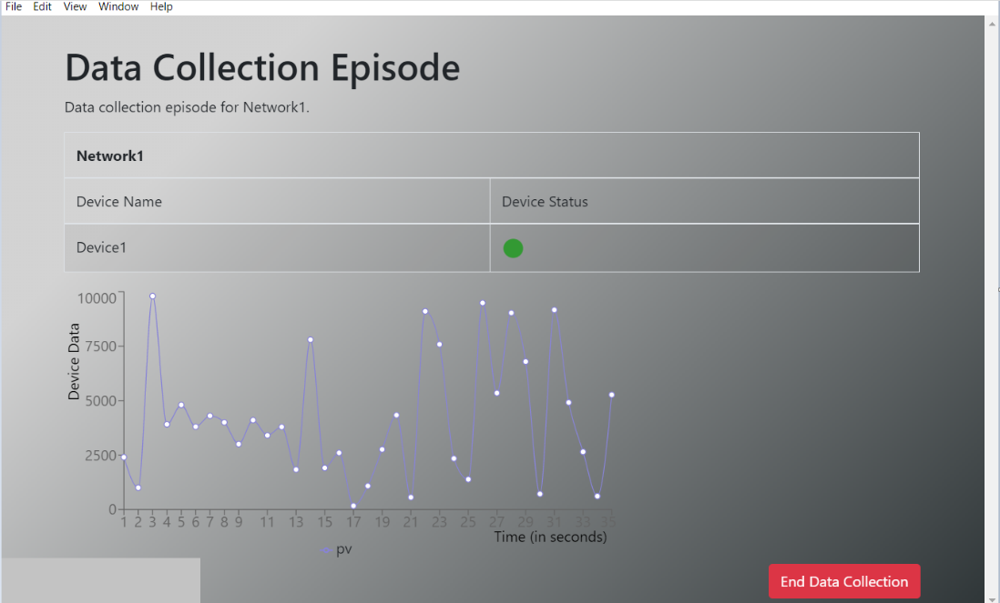 File Edit View Window Help
Data Collection Episode
Data collection episode for Network1.
Network1
Device Name Device Status
Device1
10000
7500
5000
2500
0
Device Data
1 2 3 4 5 6 7 8 9 11 13 15 17 19 21 23 25 27 29 31 33 35
Time (in seconds)
pv
End Data Collection